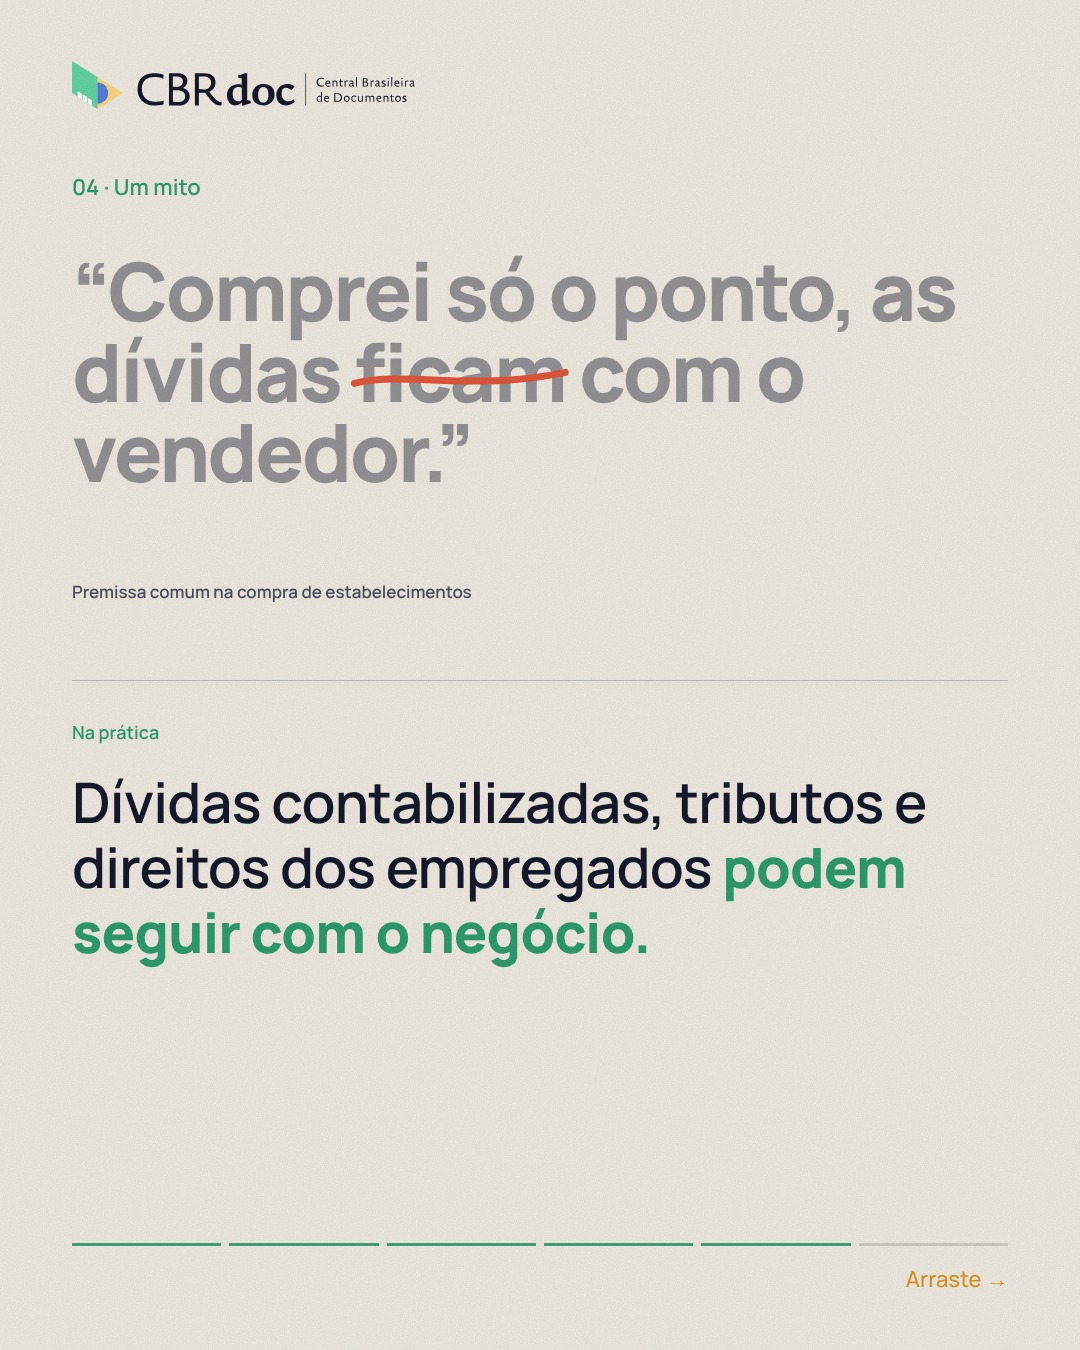 CBRdoc
Central Brasileira
de Documentos
04 · Um mito
“Comprei só o ponto, as
dívidas ficam com o
vendedor.”
Premissa comum na compra de estabelecimentos
Na prática
Dívidas contabilizadas, tributos e
direitos dos empregados podem
seguir com o negócio.
Arraste →